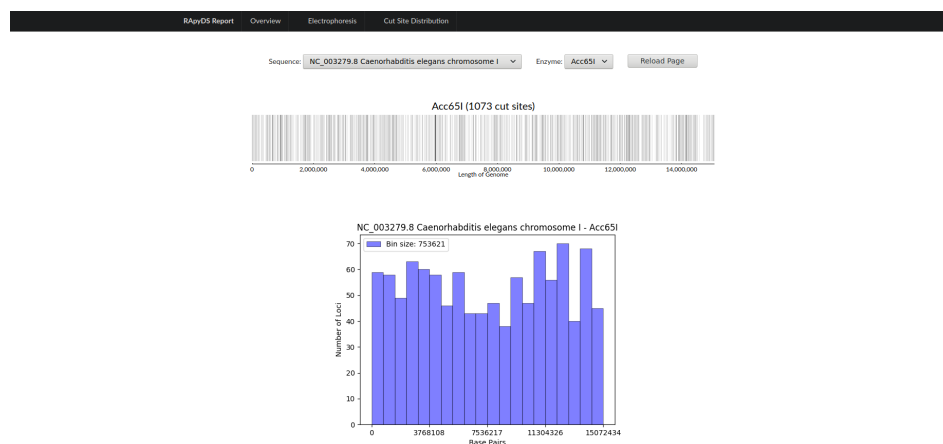 RApyDS Report Overview Electrophoresis Cut Site Distribution
Sequence: NC_003279.8 Caenorhabditis elegans chromosome I Enzyme: Acc65I Reload Page
Acc65I (1073 cut sites)
0 2,000,000 4,000,000 6,000,000 8,000,000 10,000,000 12,000,000 14,000,000
Length of Genome
NC_003279.8 Caenorhabditis elegans chromosome I - Acc65I
Bin size: 753621
70
60
50
40
30
20
10
0
Number of Loci
0 3768108 7536217 11304326 15072434
Base Pairs